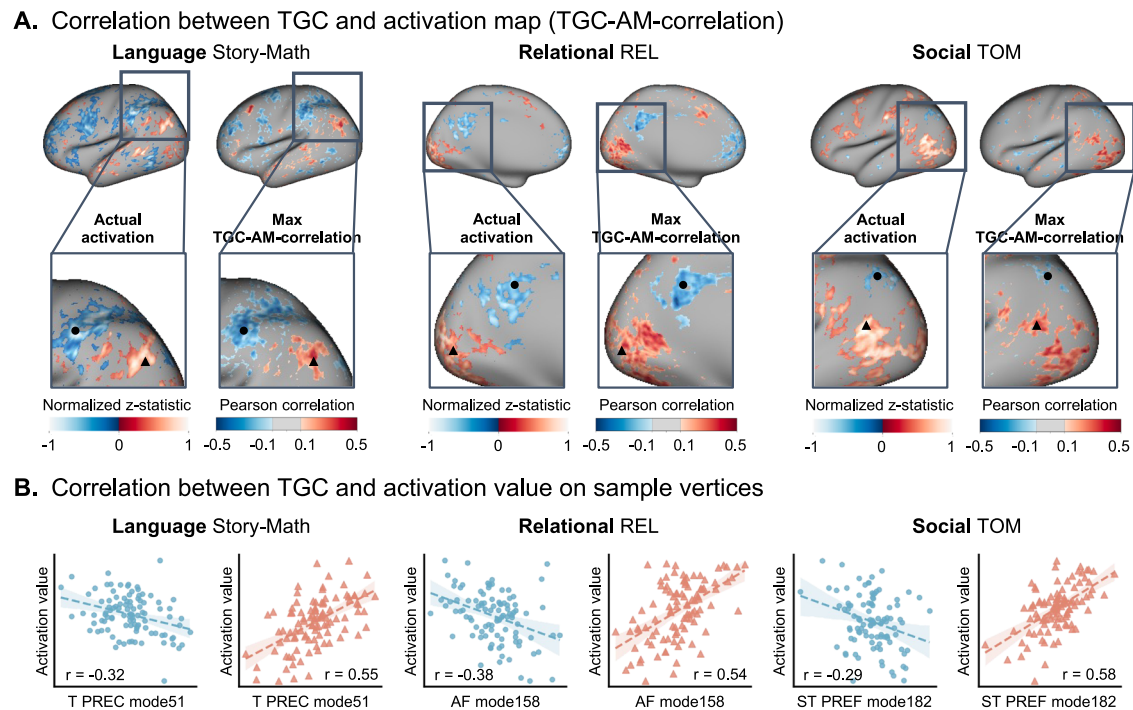 A. Correlation between TGC and activation map (TGC-AM-correlation)
Language Story-Math
Relational REL
Social TOM
Actual activation
Max TGC-AM-correlation
Actual activation
Max TGC-AM-correlation
Actual activation
Max TGC-AM-correlation
Normalized z-statistic
Pearson correlation
Normalized z-statistic
Pearson correlation
Normalized z-statistic
Pearson correlation
-1 0 1
-0.5 -0.1 0.1 0.5
-1 0 1
-0.5 -0.1 0.1 0.5
-1 0 1
-0.5 -0.1 0.1 0.5
B. Correlation between TGC and activation value on sample vertices
Language Story-Math
Relational REL
Social TOM
Activation value
r = -0.32
T PREC mode51
Activation value
r = 0.55
T PREC mode51
Activation value
r = -0.38
AF mode158
Activation value
r = 0.54
AF mode158
Activation value
r = -0.29
ST PREF mode182
Activation value
r = 0.58
ST PREF mode182